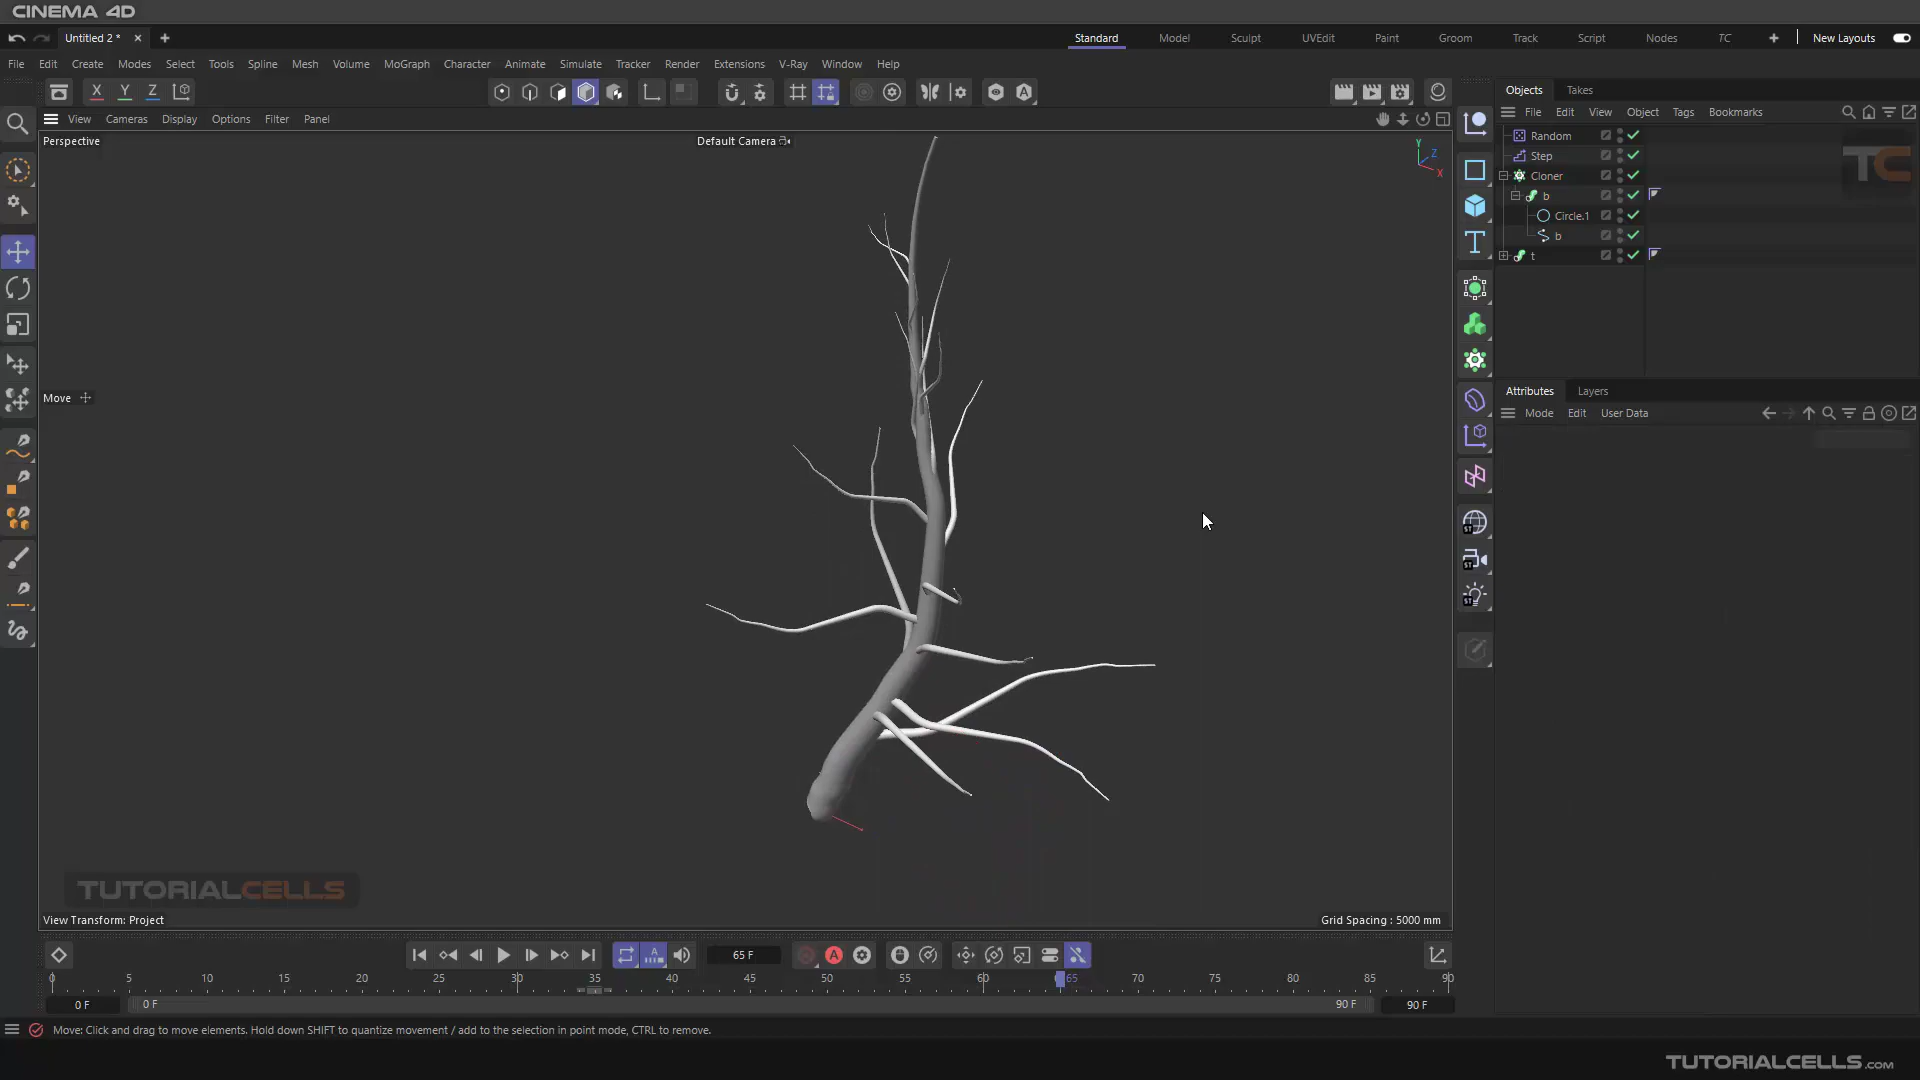 CINEMA 4D
Untitled 2 *
Standard Model Sculpt UVEdit Paint Groom Track Script Nodes TC New Layouts
File Edit Create Modes Select Tools Spline Mesh Volume MoGraph Character Animate Simulate Tracker Render Extensions V-Ray Window Help
X Y Z
Objects Takes
View Cameras Display Options Filter Panel
File Edit View Object Tags Bookmarks
Perspective
Default Camera
Y
Z
X
Random
Step
Cloner
b
Circle.1
b
t
TC
Move
Attributes Layers
Mode Edit User Data
TUTORIALCELLS
View Transform: Project
Grid Spacing : 5000 mm
65 F
0 5 10 15 20 25 30 35 40 45 50 55 60 65 70 75 80 85 90
0 F 0 F 90 F 90 F
Move: Click and drag to move elements. Hold down SHIFT to quantize movement / add to the selection in point mode, CTRL to remove.
TUTORIALCELLS.COM